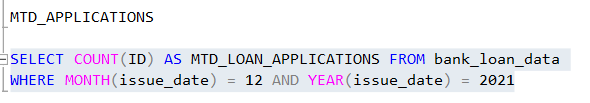 MTD_APPLICATIONS
SELECT COUNT(ID) AS MTD_LOAN_APPLICATIONS FROM bank_loan_data
WHERE MONTH(issue_date) = 12 AND YEAR(issue_date) = 2021